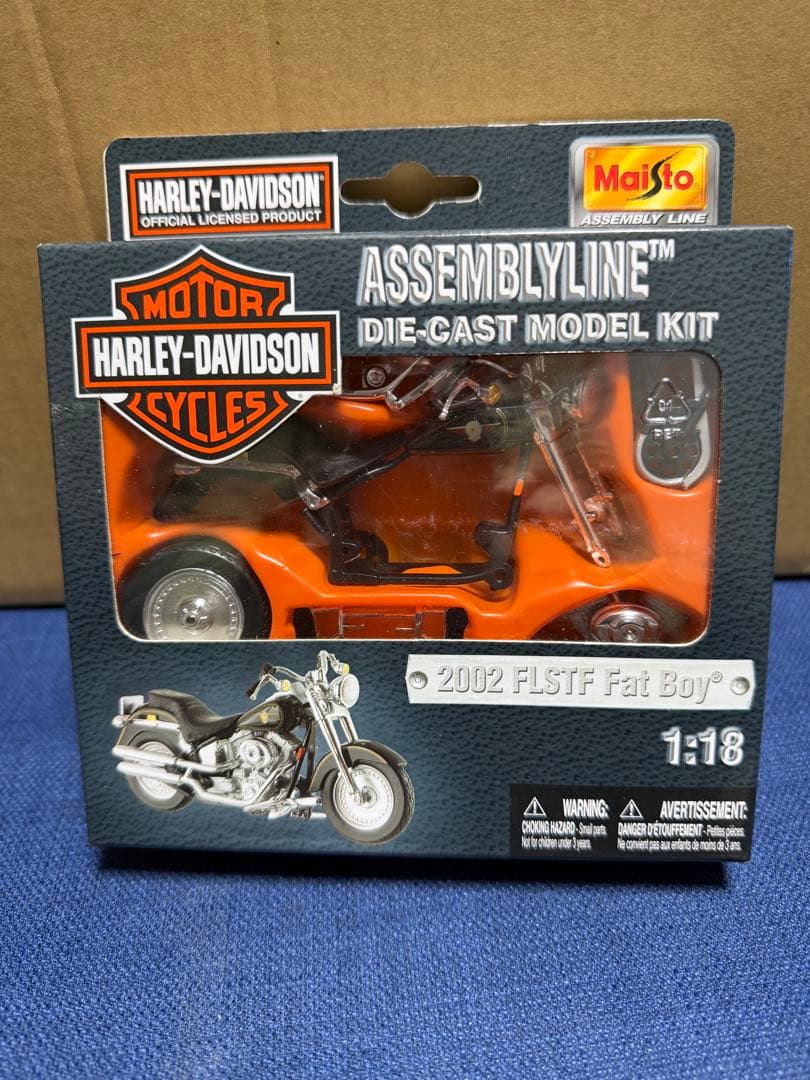 HARLEY-DAVIDSON®
OFFICIAL LICENSED PRODUCT
Maisto
ASSEMBLY LINE
MOTOR
HARLEY-DAVIDSON
CYCLES®
ASSEMBLYLINE™
DIE-CAST MODEL KIT
01
PET
2002 FLSTF Fat Boy®
1:18
WARNING:
CHOKING HAZARD - Small parts.
Not for children under 3 years.
AVERTISSEMENT:
DANGER D'ÉTOUFFEMENT - Petites pièces.
Ne convient pas aux enfants de moins de 3 ans.